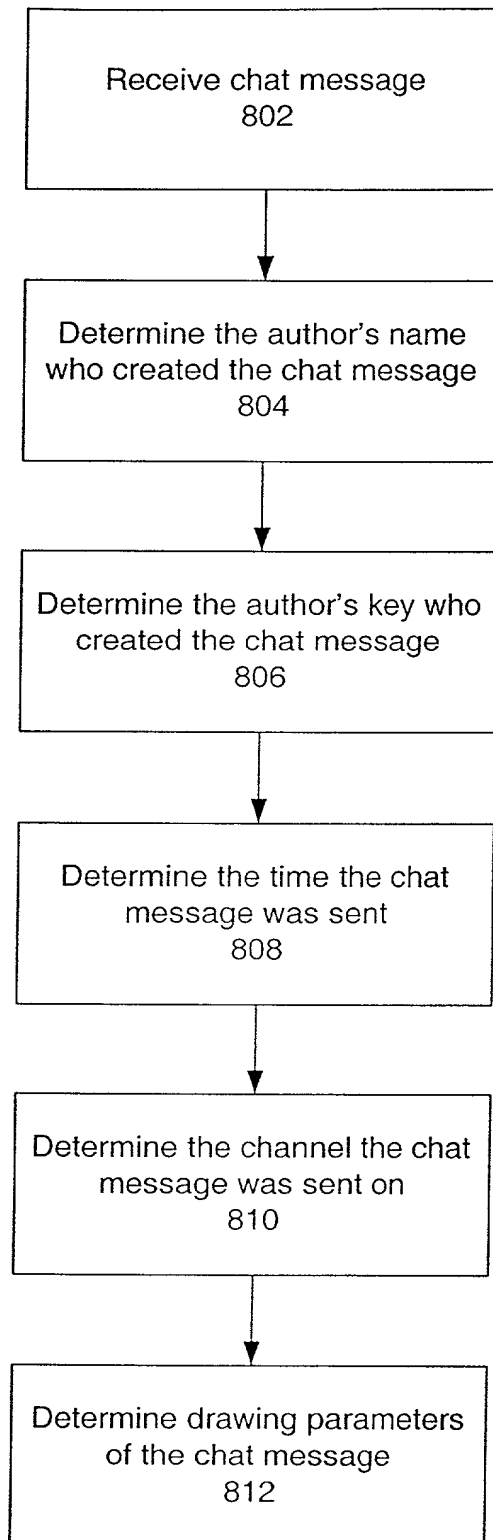 Receive chat message
802
Determine the author's name
who created the chat message
804
Determine the author's key who
created the chat message
806
Determine the time the chat
message was sent
808
Determine the channel the chat
message was sent on
810
Determine drawing parameters
of the chat message
812